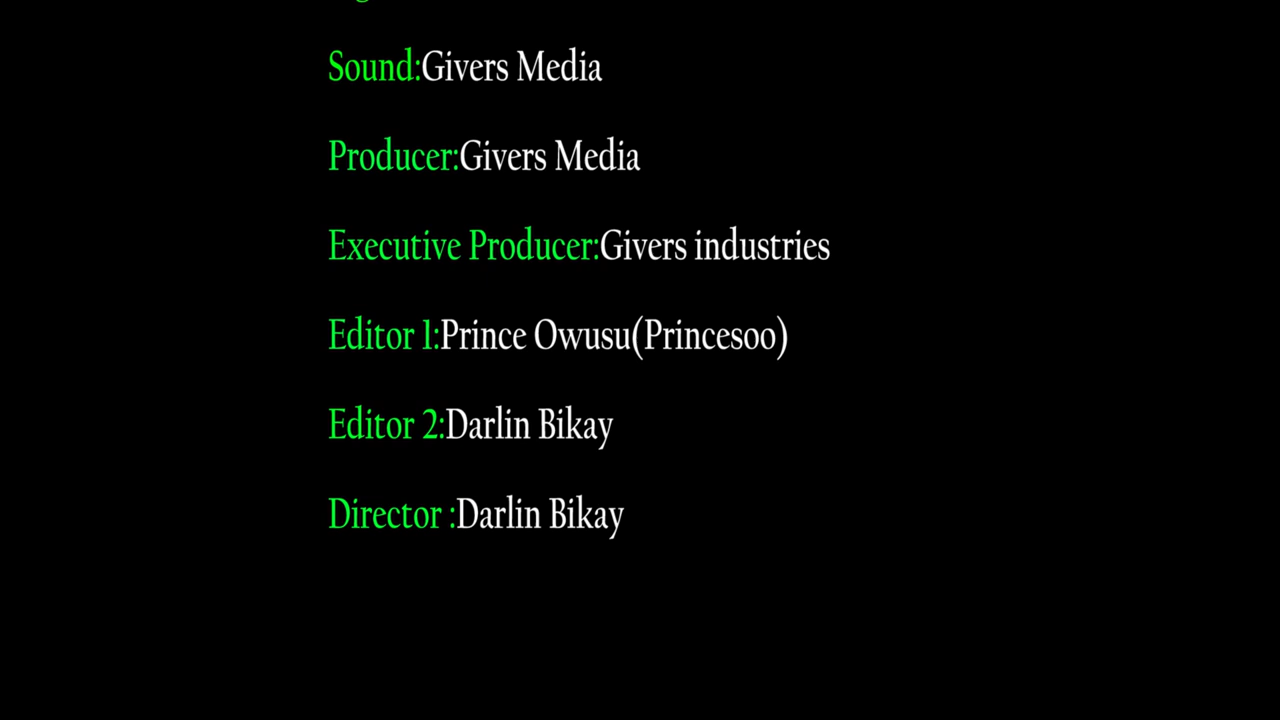 Sound:Givers Media
Producer:Givers Media
Executive Producer:Givers industries
Editor 1:Prince Owusu(Princesoo)
Editor 2:Darlin Bikay
Director :Darlin Bikay